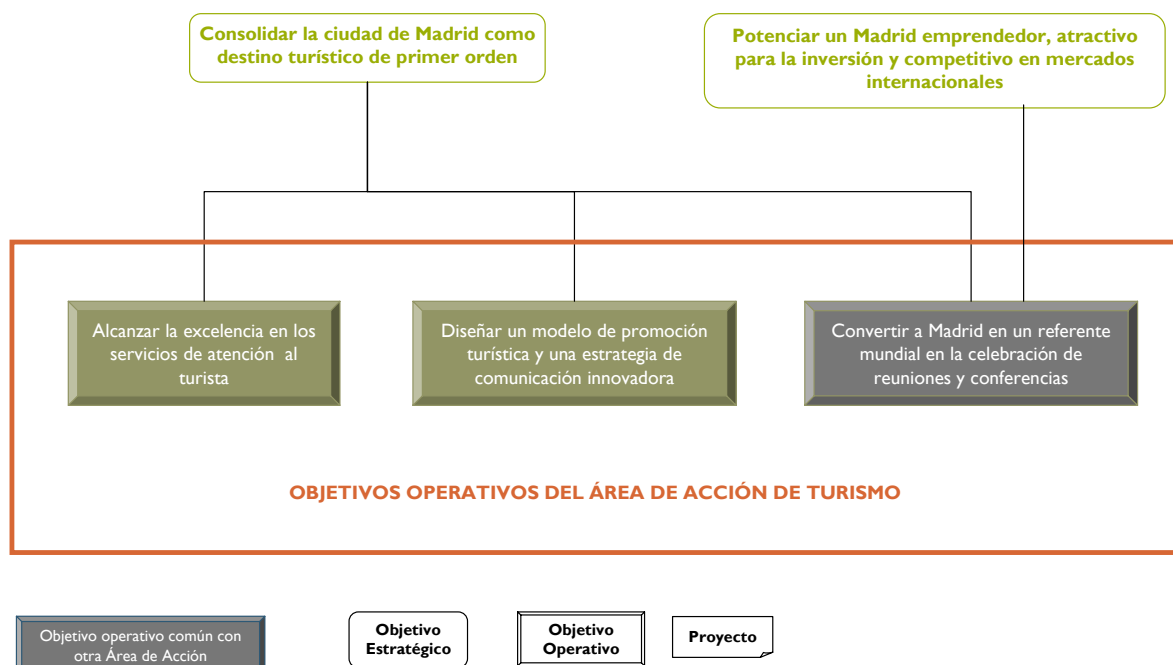 Consolidar la ciudad de Madrid como
destino turístico de primer orden
Potenciar un Madrid emprendedor, atractivo
para la inversión y competitivo en mercados
internacionales
Alcanzar la excelencia en los
servicios de atención al
turista
Diseñar un modelo de promoción
turística y una estrategia de
comunicación innovadora
Convertir a Madrid en un referente
mundial en la celebración de
reuniones y conferencias
OBJETIVOS OPERATIVOS DEL ÁREA DE ACCIÓN DE TURISMO
Objetivo operativo común con
otra Área de Acción
Objetivo
Estratégico
Objetivo
Operativo
Proyecto